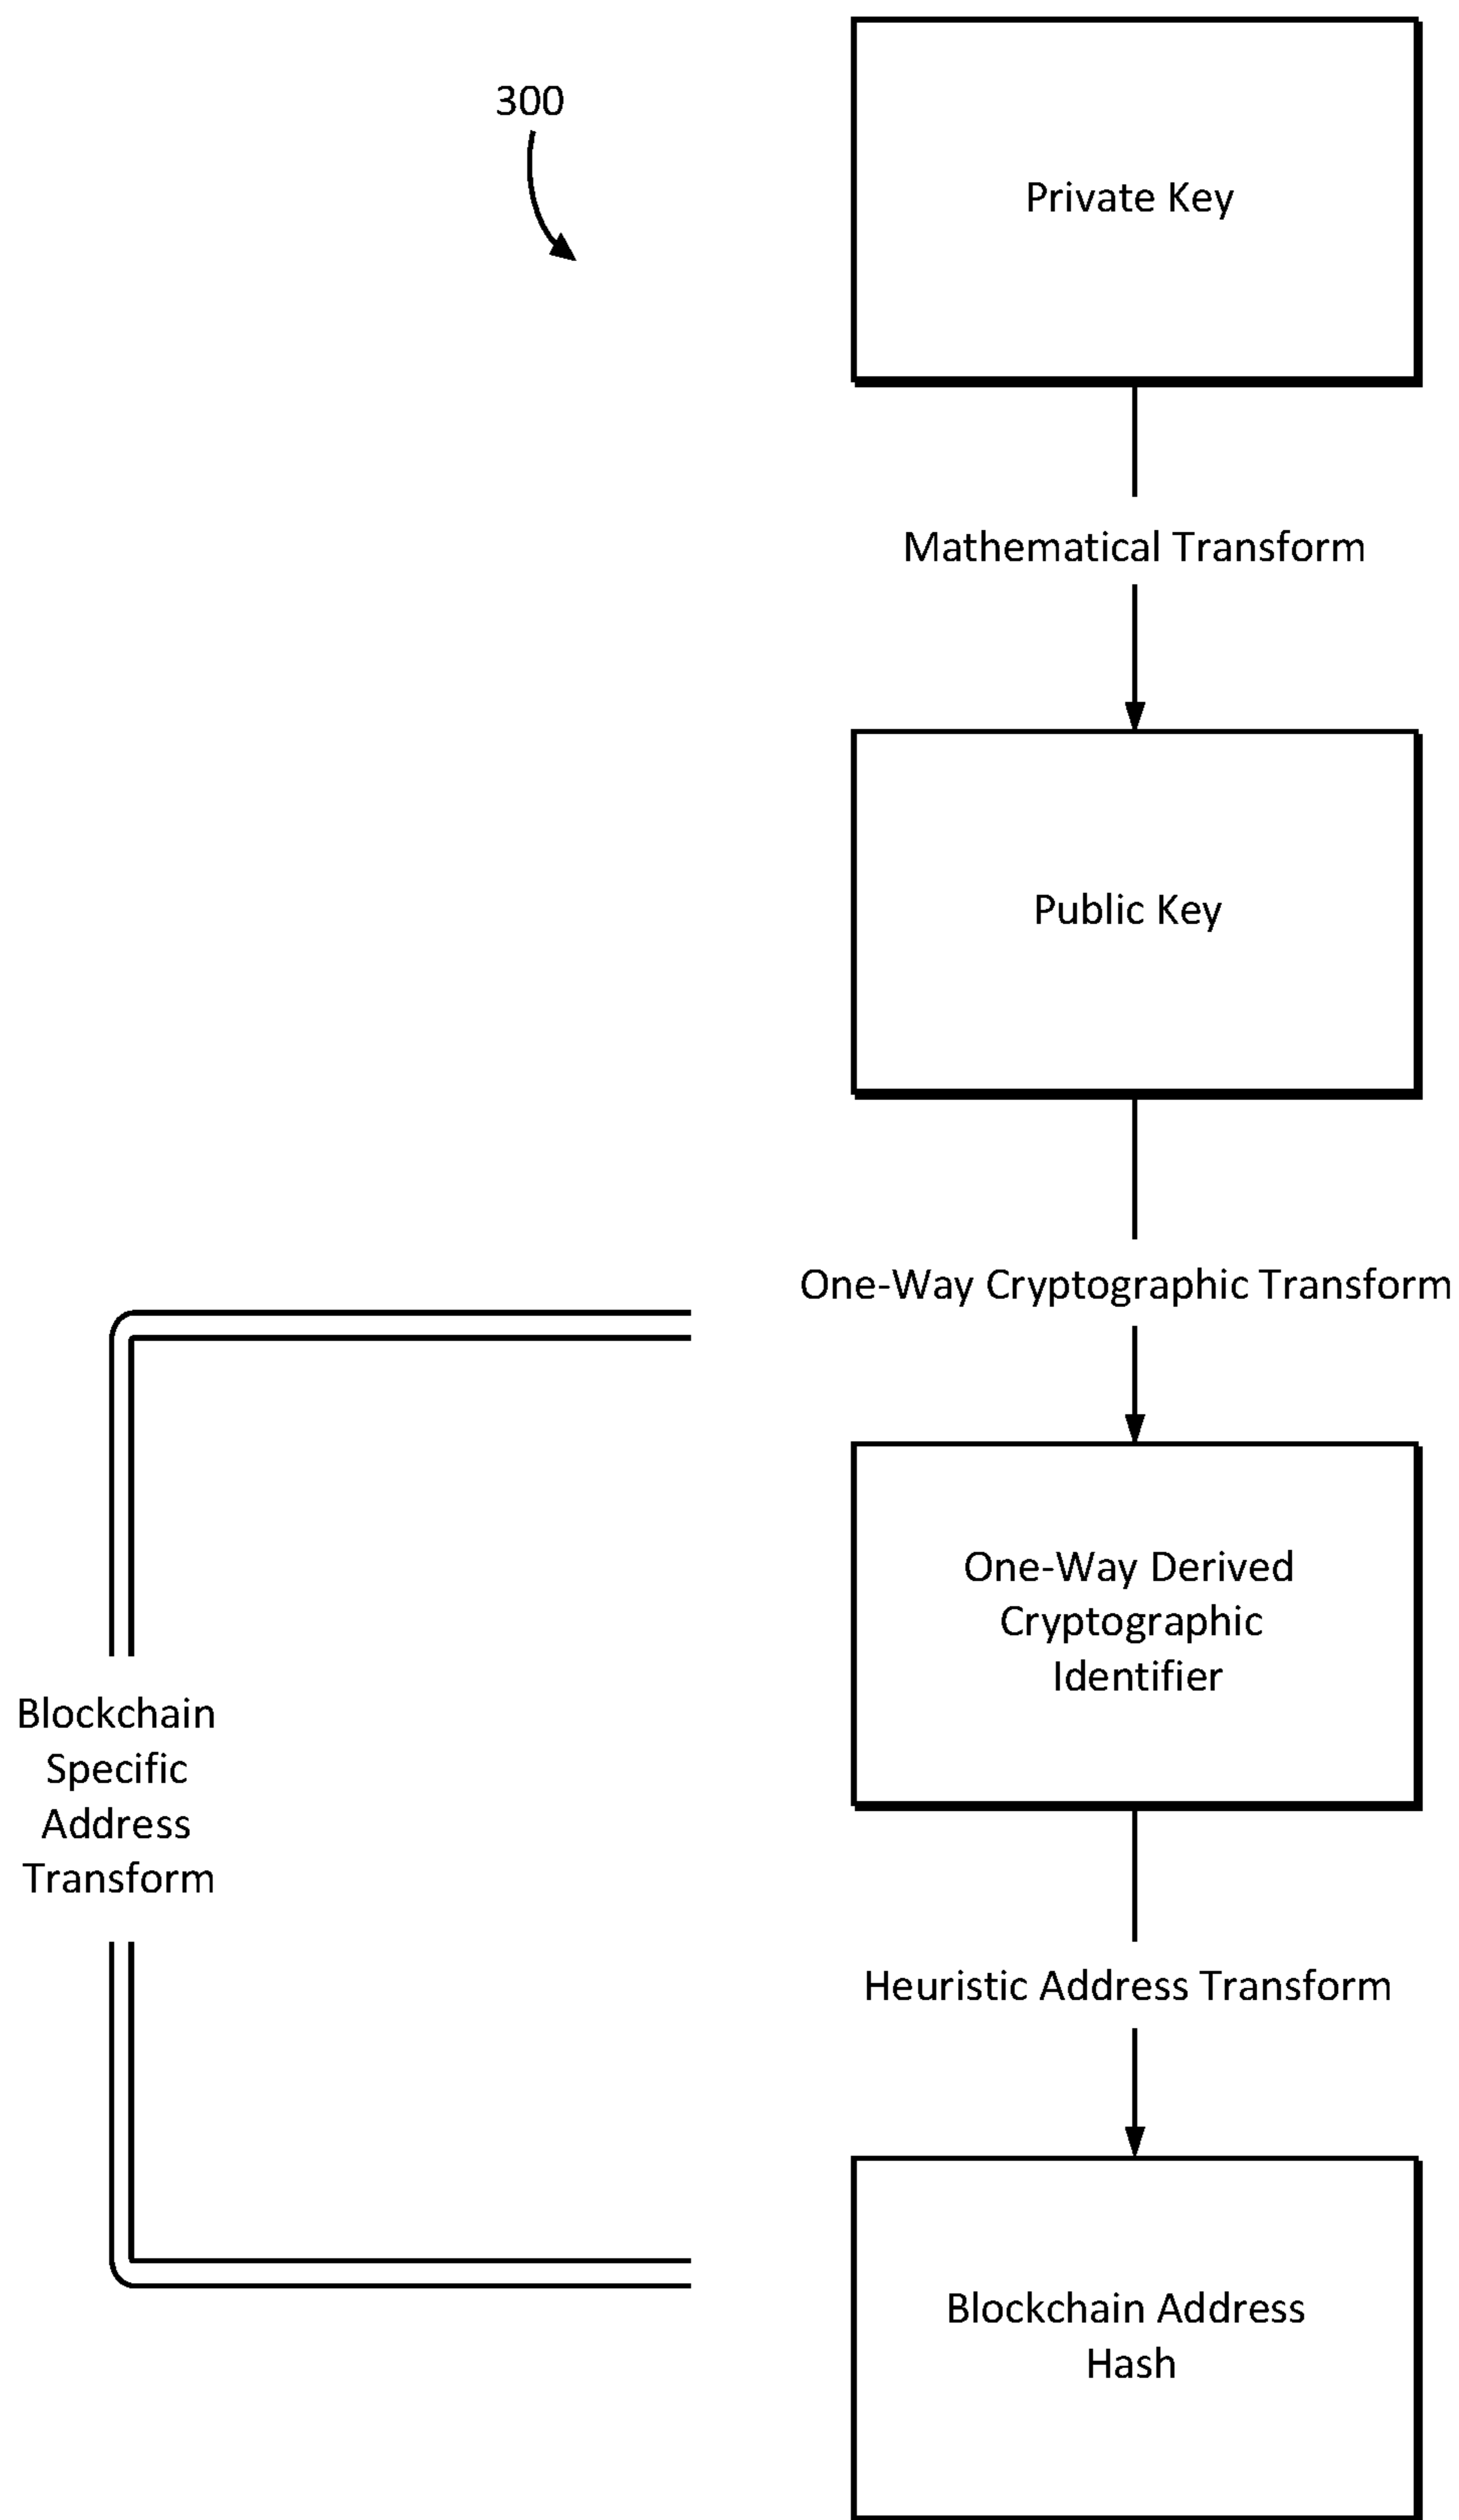 300
Private Key
Mathematical Transform
Public Key
One-Way Cryptographic Transform
One-Way Derived
Cryptographic
Identifier
Blockchain
Specific
Address
Transform
Heuristic Address Transform
Blockchain Address
Hash